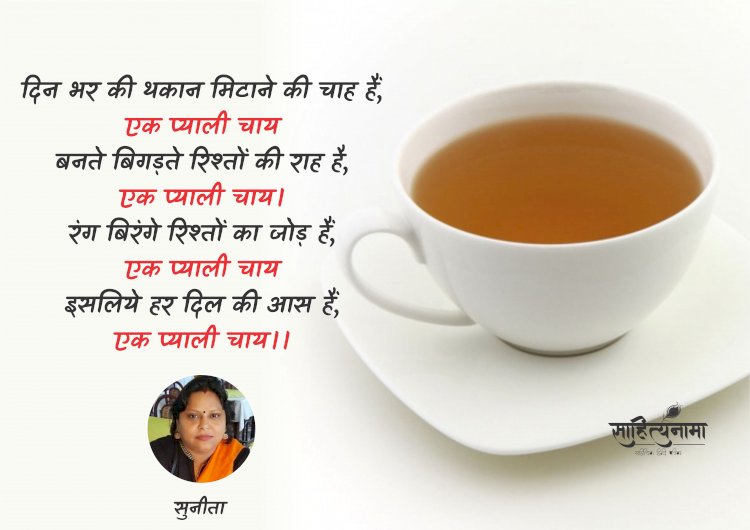 दिन भर की थकान मिटाने की चाह हैं,
एक प्याली चाय
बनते बिगड़ते रिश्तों की राह है,
एक प्याली चाय।
रंग बिरंगे रिश्तों का जोड़ हैं,
एक प्याली चाय
इसलिये हर दिल की आस हैं,
एक प्याली चाय।।
सुनीता
साहित्यनामा